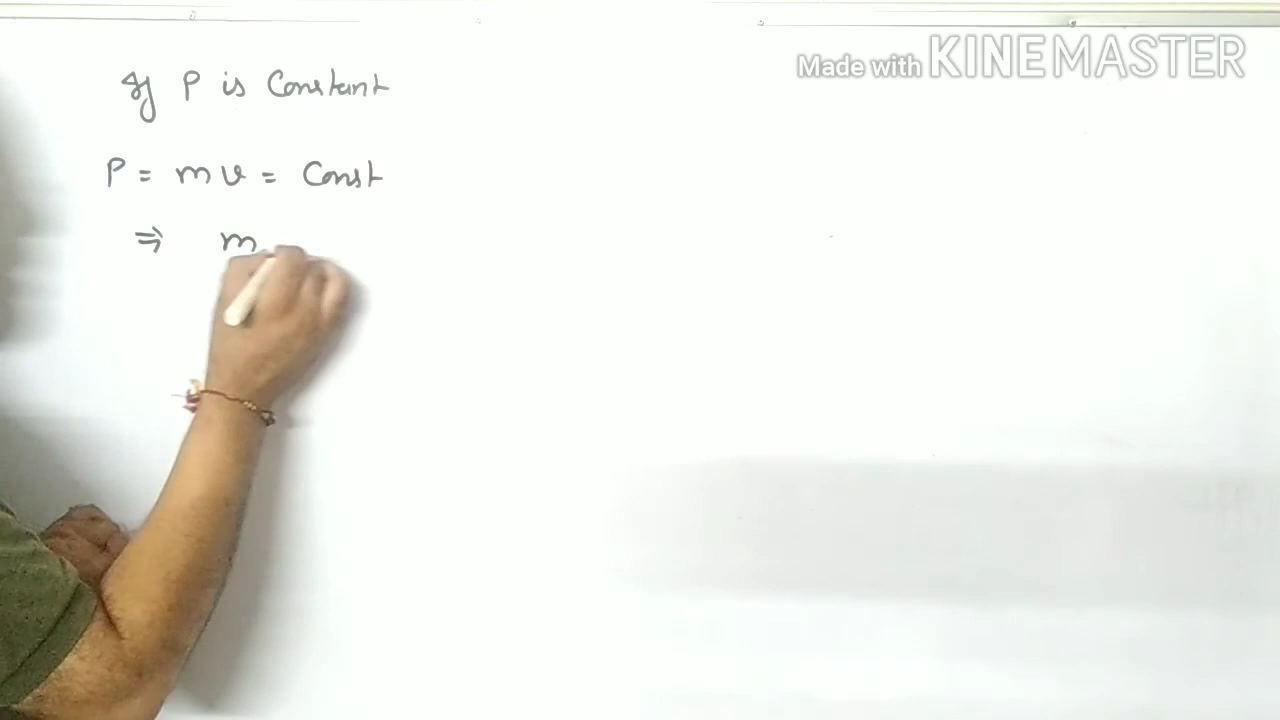 Made with KINEMASTER
If P is Constant
P = mv = Const
⇒ m